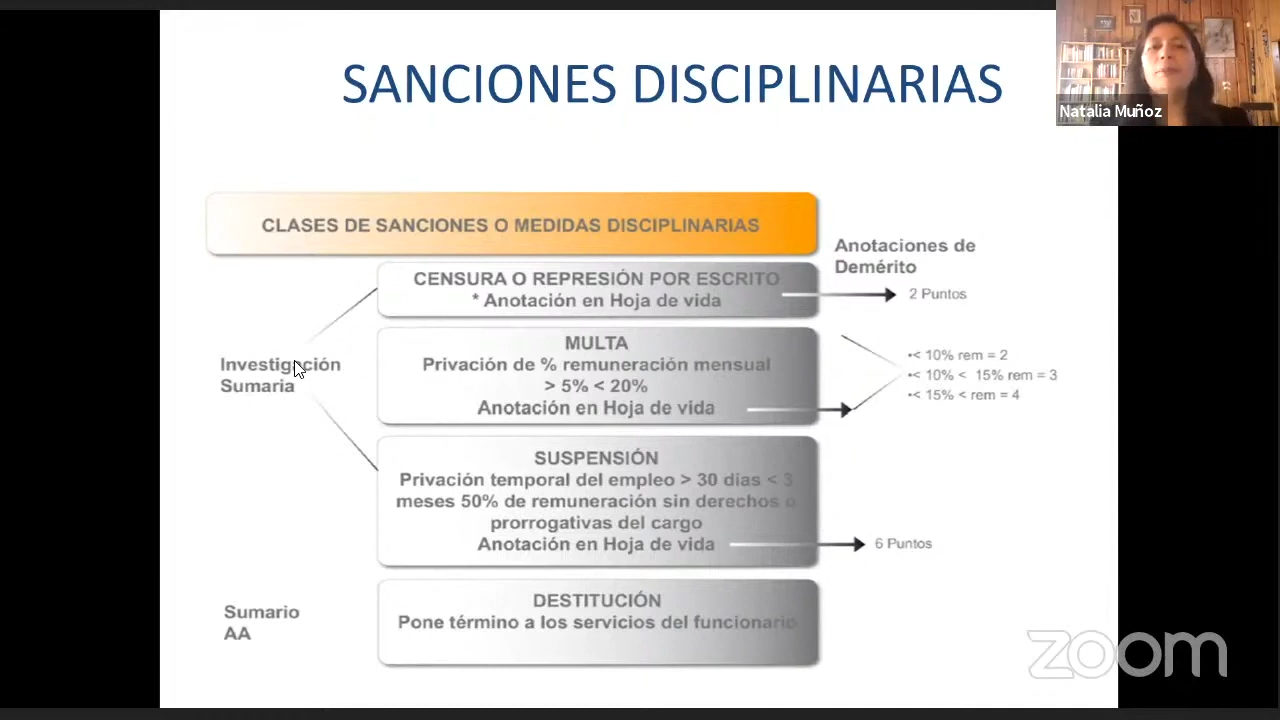 SANCIONES DISCIPLINARIAS
Natalia Muñoz
CLASES DE SANCIONES O MEDIDAS DISCIPLINARIAS
Anotaciones de
Demérito
CENSURA O REPRESIÓN POR ESCRITO
* Anotación en Hoja de vida
2 Puntos
Investigación
Sumaria
MULTA
Privación de % remuneración mensual
> 5% < 20%
Anotación en Hoja de vida
•< 10% rem = 2
•< 10% < 15% rem = 3
•< 15% < rem = 4
SUSPENSIÓN
Privación temporal del empleo > 30 dias < 3
meses 50% de remuneración sin derechos o
prorrogativas del cargo
Anotación en Hoja de vida
6 Puntos
Sumario
AA
DESTITUCIÓN
Pone término a los servicios del funcionario
zoom